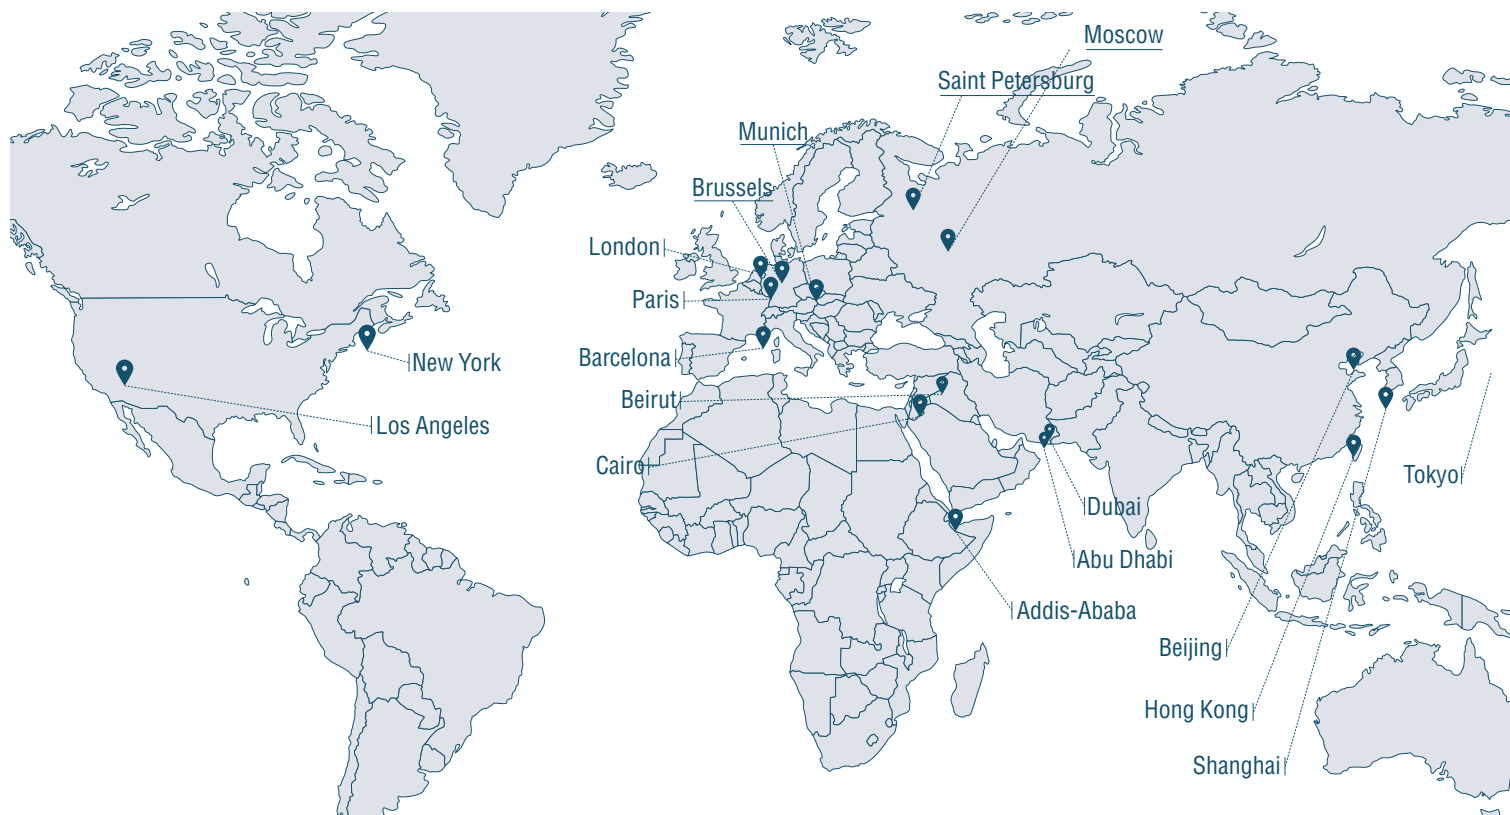 Moscow
Saint Petersburg
Munich
Brussels
London
Paris
New York
Barcelona
Beirut
Los Angeles
Cairo
Tokyo
Dubai
Abu Dhabi
Addis-Ababa
Beijing
Hong Kong
Shanghai